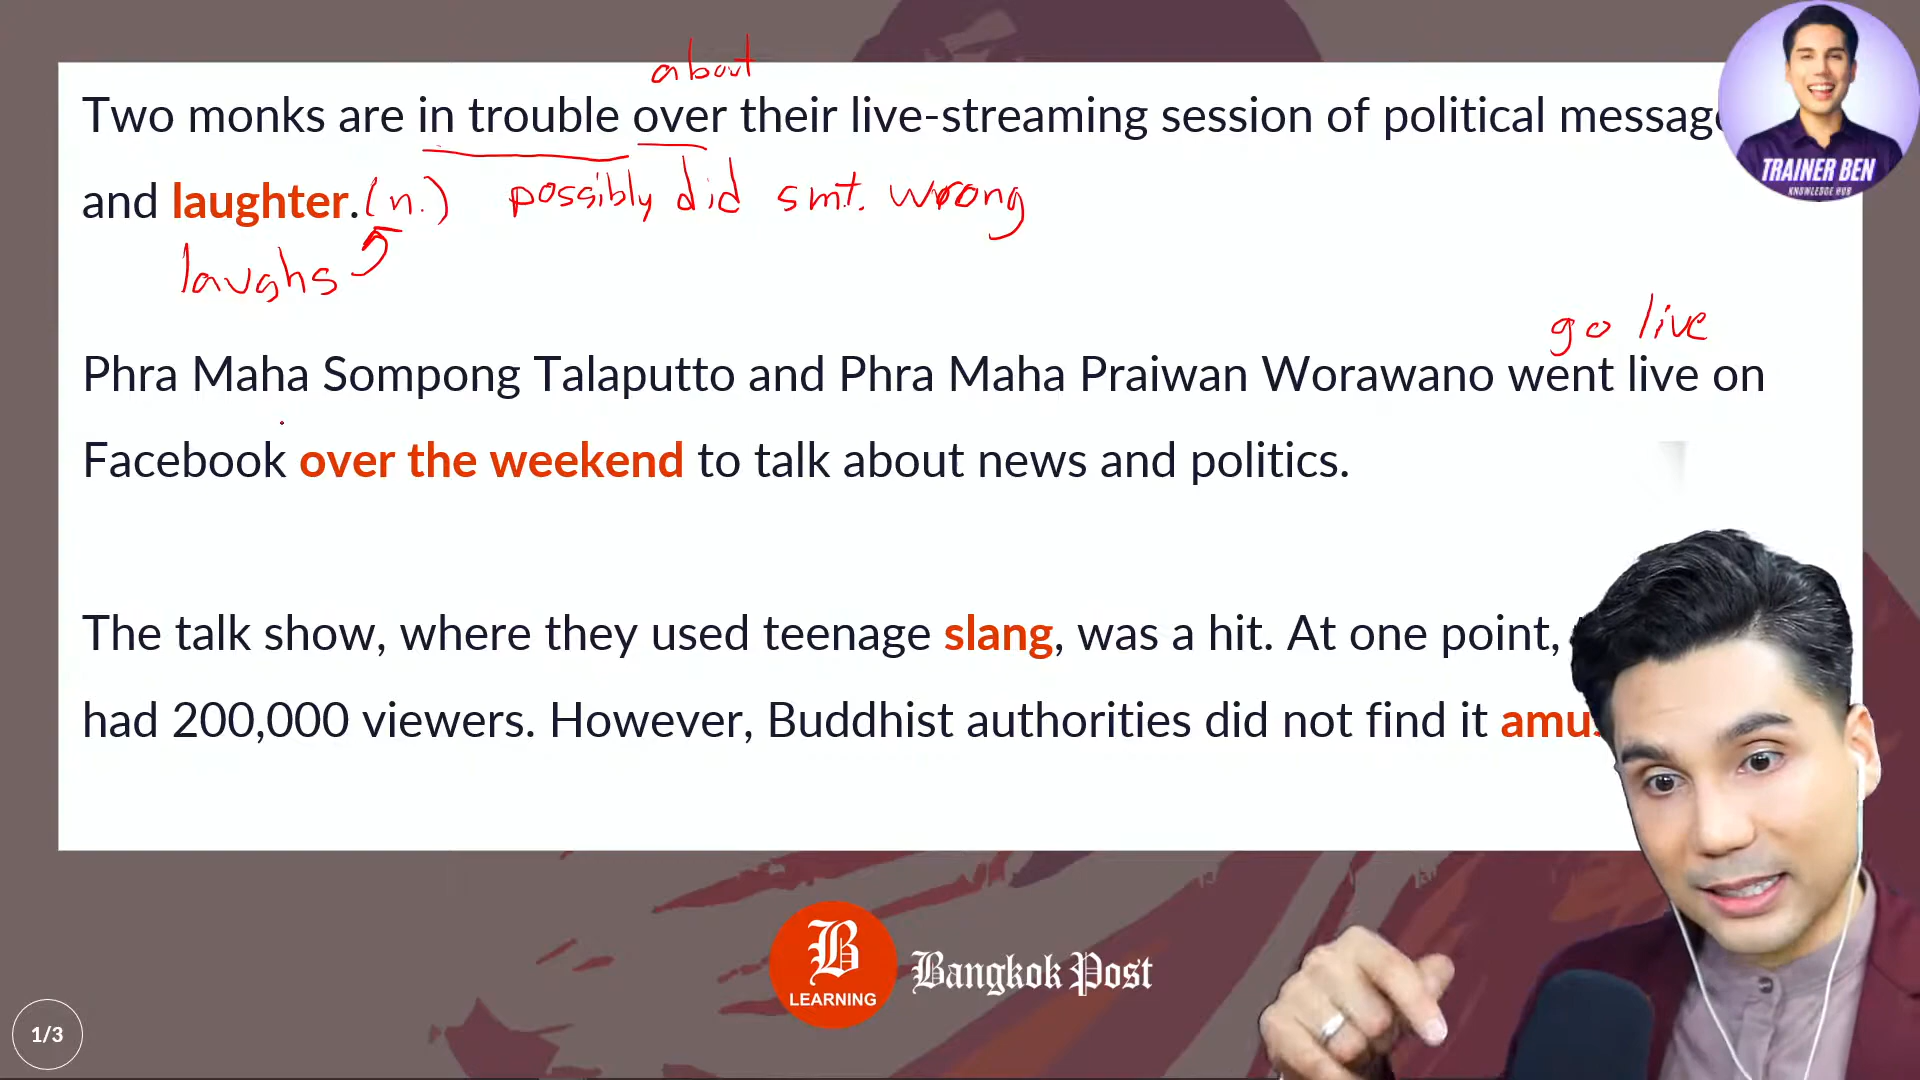 about
Two monks are in trouble over their live-streaming session of political
and laughter. (n.) possibly did smt. wrong
laughs
go live
Phra Maha Sompong Talaputto and Phra Maha Praiwan Worawano went live on
Facebook over the weekend to talk about news and politics.
The talk show, where they used teenage slang, was a hit. At one point,
had 200,000 viewers. However, Buddhist authorities did not find it
TRAINER BEN
KNOWLEDGE HUB
B
LEARNING
Bangkok Post
1/3